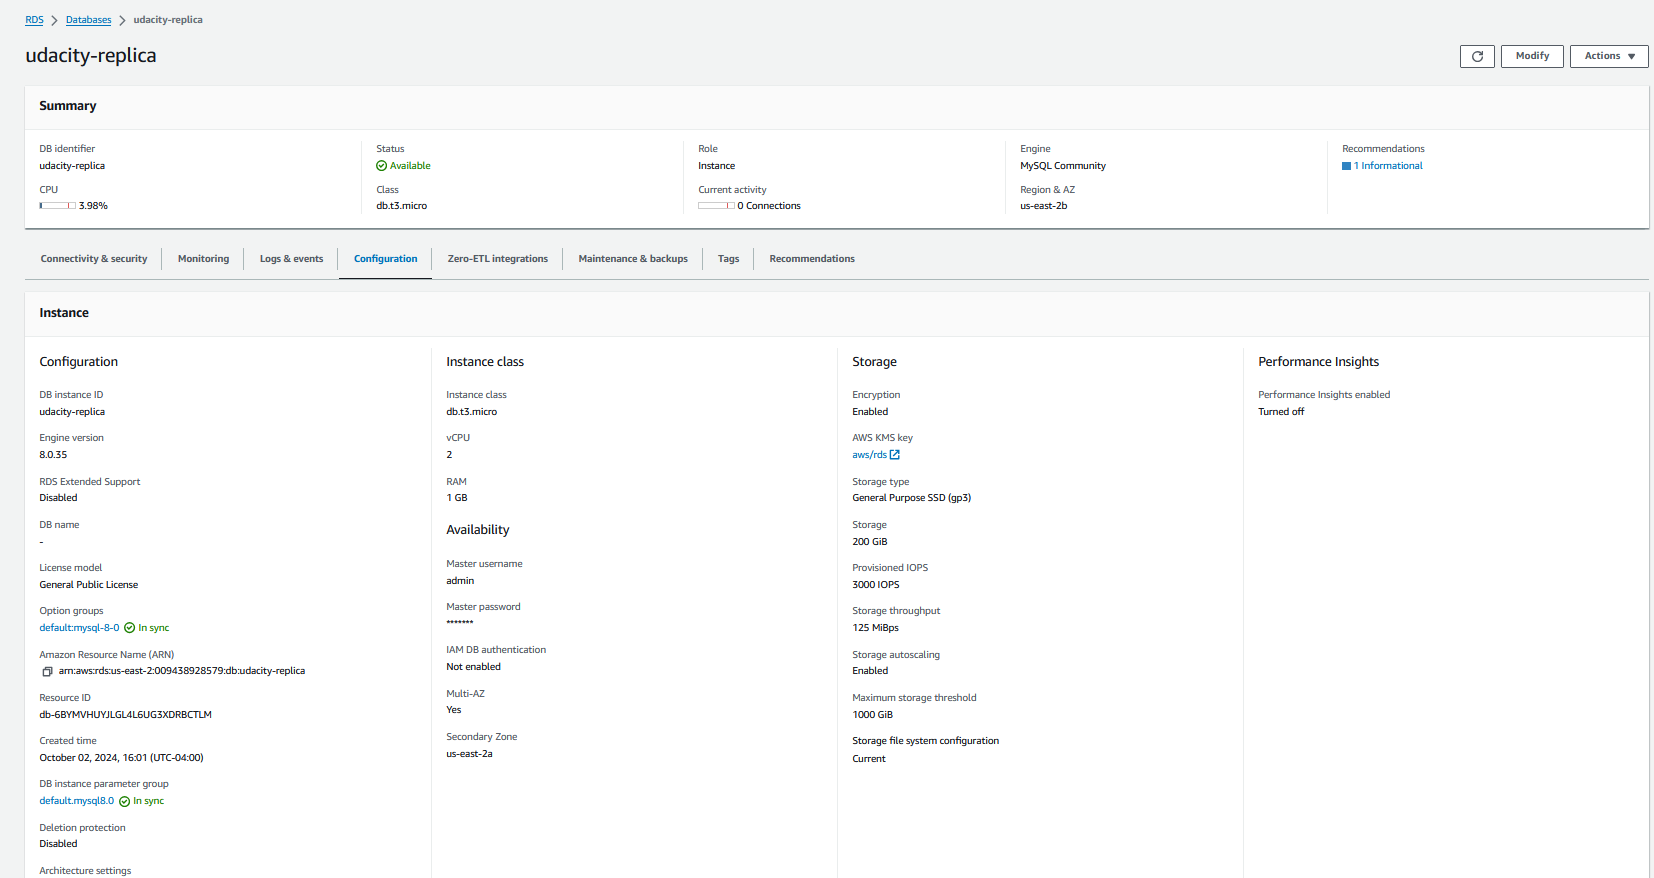 RDS > Databases > udacity-replica
udacity-replica
Modify
Actions
Summary
DB identifier
udacity-replica
CPU
3.98%
Status
Available
Class
db.t3.micro
Role
Instance
Current activity
0 Connections
Engine
MySQL Community
Region & AZ
us-east-2b
Recommendations
1 Informational
Connectivity & security
Monitoring
Logs & events
Configuration
Zero-ETL integrations
Maintenance & backups
Tags
Recommendations
Instance
Configuration
DB instance ID
udacity-replica
Engine version
8.0.35
RDS Extended Support
Disabled
DB name
-
License model
General Public License
Option groups
default:mysql-8-0 In sync
Amazon Resource Name (ARN)
arn:aws:rds:us-east-2:009438928579:db:udacity-replica
Resource ID
db-6BYMVHUYJLGL4L6UG3XDRBCTLM
Created time
October 02, 2024, 16:01 (UTC-04:00)
DB instance parameter group
default.mysql8.0 In sync
Deletion protection
Disabled
Architecture settings
Instance class
Instance class
db.t3.micro
vCPU
2
RAM
1 GB
Availability
Master username
admin
Master password
*******
IAM DB authentication
Not enabled
Multi-AZ
Yes
Secondary Zone
us-east-2a
Storage
Encryption
Enabled
AWS KMS key
aws/rds
Storage type
General Purpose SSD (gp3)
Storage
200 GiB
Provisioned IOPS
3000 IOPS
Storage throughput
125 MiBps
Storage autoscaling
Enabled
Maximum storage threshold
1000 GiB
Storage file system configuration
Current
Performance Insights
Performance Insights enabled
Turned off